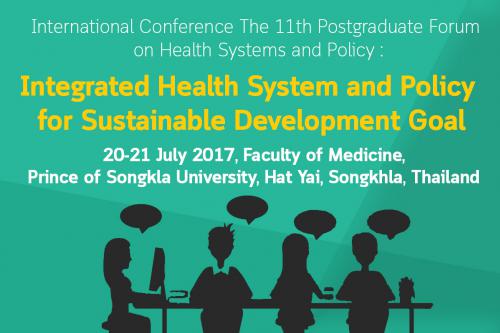 International Conference The 11th Postgraduate Forum
on Health Systems and Policy :
Integrated Health System and Policy
for Sustainable Development Goal
20-21 July 2017, Faculty of Medicine,
Prince of Songkla University, Hat Yai, Songkhla, Thailand